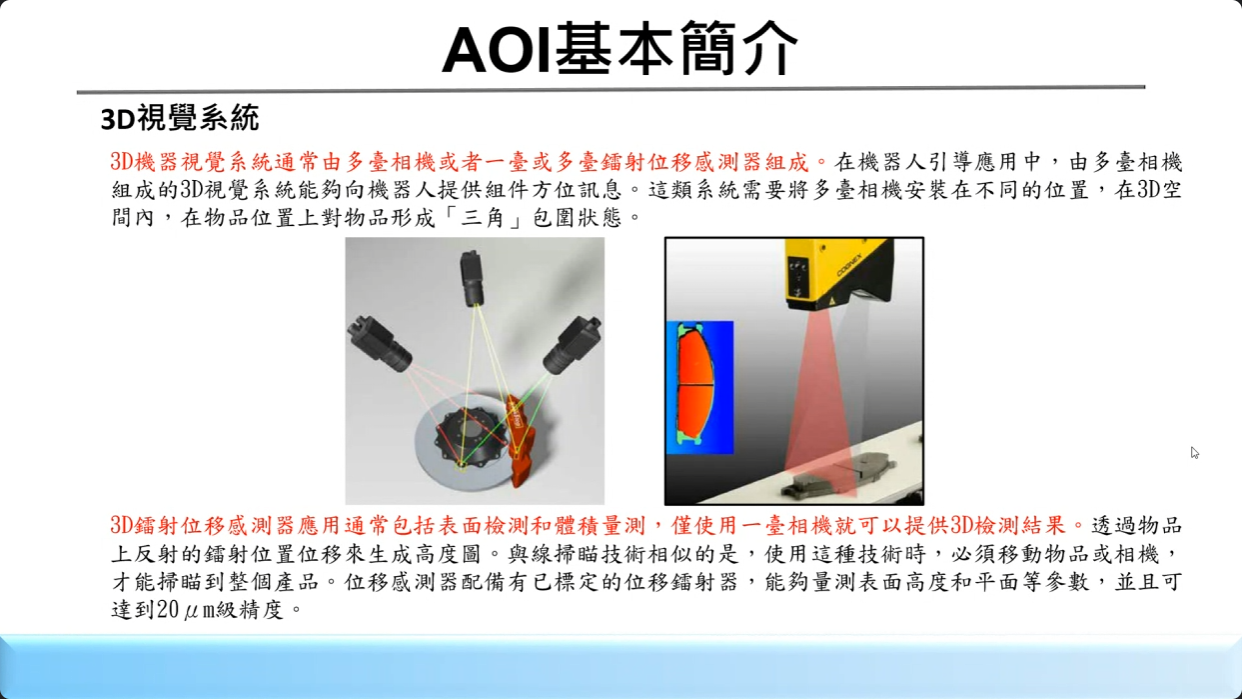 AOI基本簡介
3D視覺系統
3D機器視覺系統通常由多臺相機或者一臺或多臺鐳射位移感測器組成。在機器人引導應用中，由多臺相機
組成的3D視覺系統能夠向機器人提供組件方位訊息。這類系統需要將多臺相機安裝在不同的位置，在3D空
間內，在物品位置上對物品形成「三角」包圍狀態。
COGNEX
3D鐳射位移感測器應用通常包括表面檢測和體積量測，僅使用一臺相機就可以提供3D檢測結果。透過物品
上反射的鐳射位置位移來生成高度圖。與線掃瞄技術相似的是，使用這種技術時，必須移動物品或相機，
才能掃瞄到整個產品。位移感測器配備有已標定的位移鐳射器，能夠量測表面高度和平面等參數，並且可
達到20μm級精度。